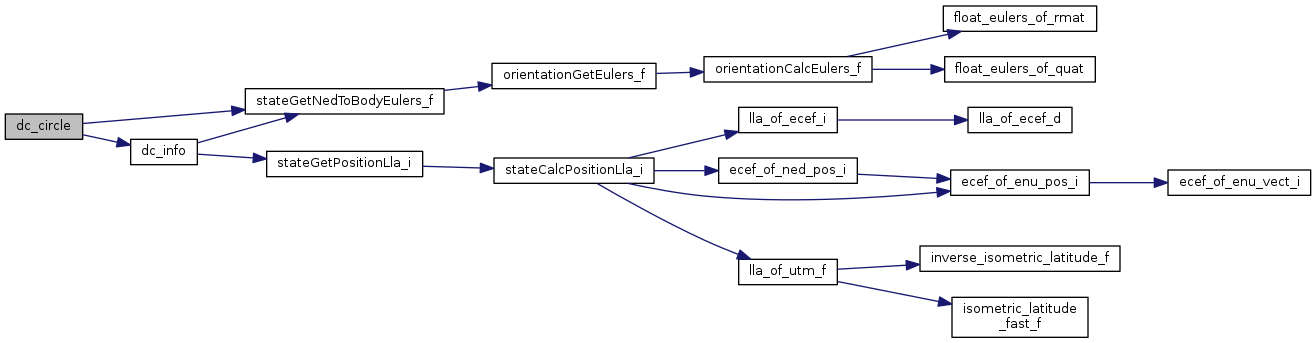 float_eulers_of_rmat
orientationGetEulers_f
orientationCalcEulers_f
float_eulers_of_quat
stateGetNedToBodyEulers_f
dc_circle
lla_of_ecef_i
lla_of_ecef_d
dc_info
stateGetPositionLla_i
stateCalcPositionLla_i
ecef_of_ned_pos_i
ecef_of_enu_pos_i
ecef_of_enu_vect_i
lla_of_utm_f
inverse_isometric_latitude_f
isometric_latitude
_fast_f